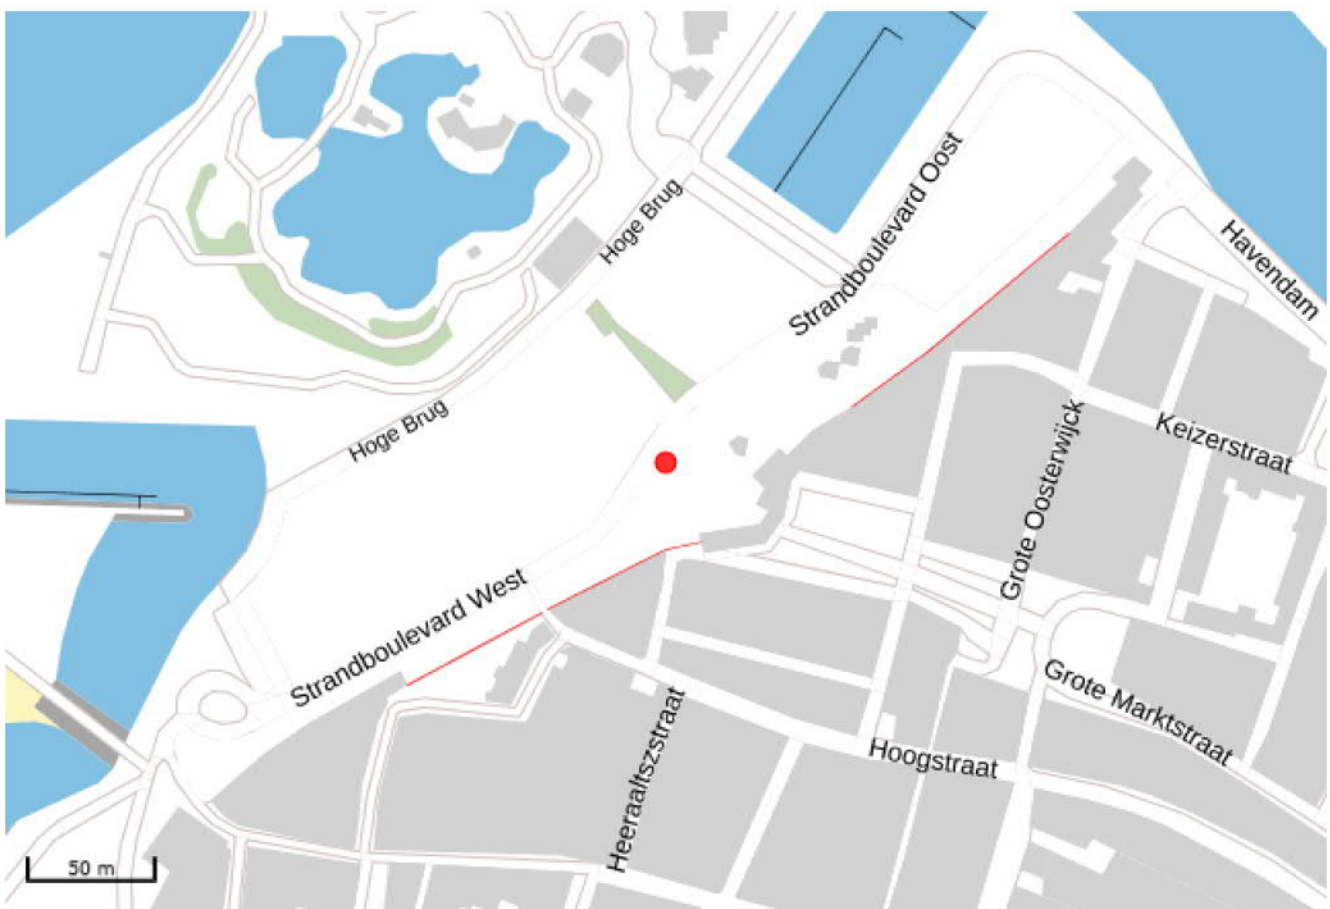 Strandboulevard Oost
Hoge Brug
Havendam
Hoge Brug
Keizerstraat
Grote Oosterwijck
Strandboulevard West
Grote Marktstraat
Heeraaltszstraat
Hoogstraat
50 m